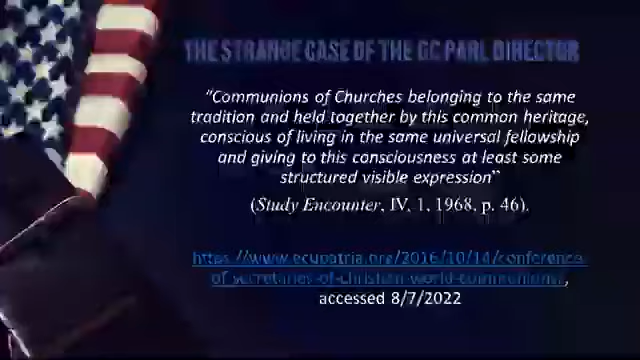 THE STRANGE CASE OF THE GC PARL DIRECTOR
“Communions of Churches belonging to the same
tradition and held together by this common heritage,
conscious of living in the same universal fellowship
and giving to this consciousness at least some
structured visible expression”
(Study Encounter, IV, 1, 1968, p. 46).
https://www.ecupatria.org/2016/10/14/conference-
of-secretaries-of-christian-world-communions/,
accessed 8/7/2022